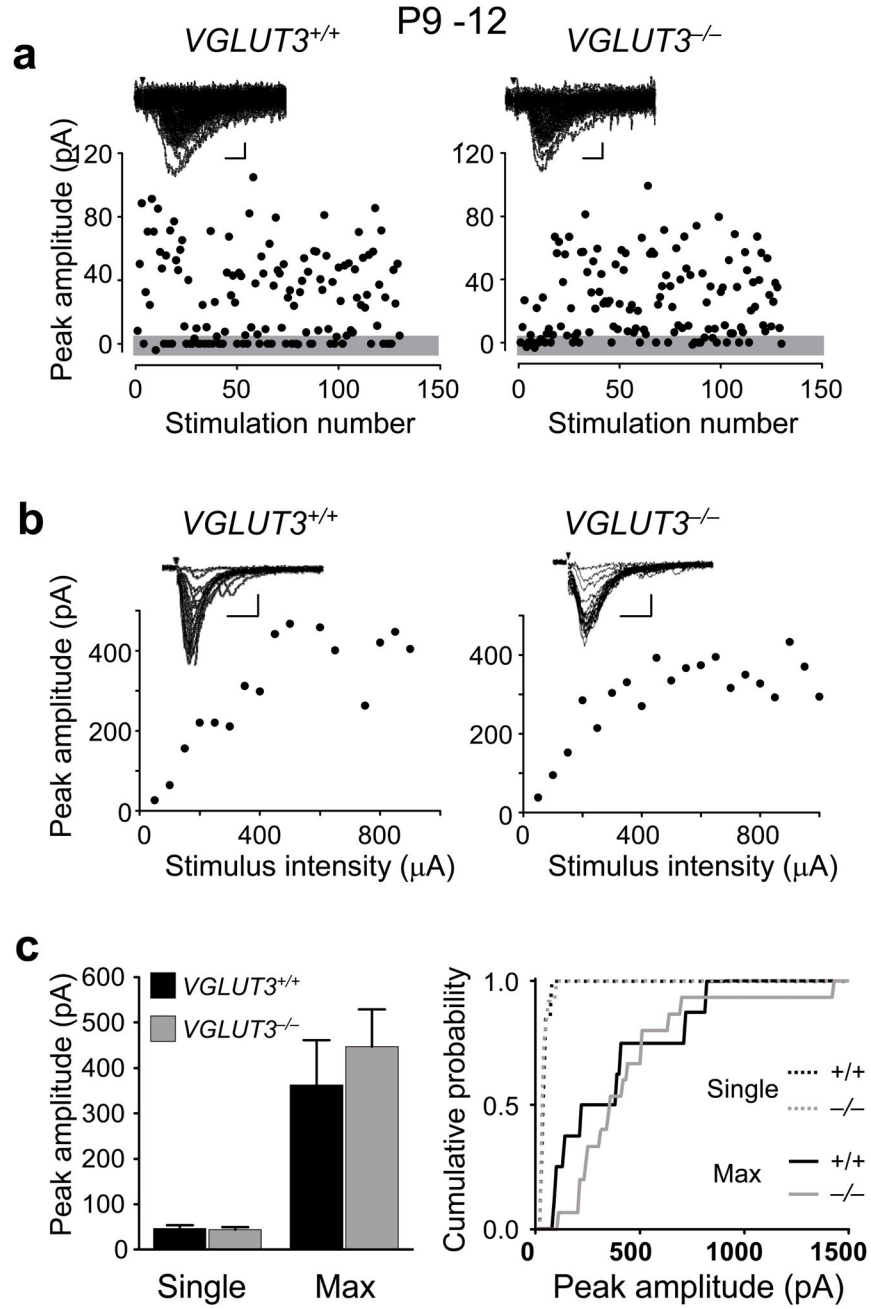 P9 -12
a
VGLUT3+/+
VGLUT3–/–
Peak amplitude (pA)
120
80
40
0
0 50 100 150
Stimulation number
120
80
40
0
0 50 100 150
Stimulation number
b
VGLUT3+/+
VGLUT3–/–
Peak amplitude (pA)
400
200
0
0 400 800
Stimulus intensity (μA)
400
200
0
0 400 800
Stimulus intensity (μA)
c
Peak amplitude (pA)
600
500
400
300
200
100
0
VGLUT3+/+
VGLUT3–/–
Single Max
Cumulative probability
1.0
0.5
0.0
Single
+/+
–/–
Max
+/+
–/–
0 500 1000 1500
Peak amplitude (pA)